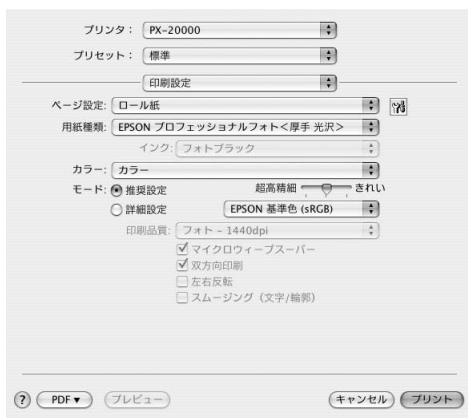 プリンタ： PX-20000
プリセット： 標準
印刷設定
ページ設定: ロール紙
用紙種類: EPSON プロフェッショナルフォト<厚手 光沢>
インク: フォトブラック
カラー: カラー
モード: 推奨設定 超高精細 きれい
詳細設定 EPSON 基準色 (sRGB)
印刷品質: フォト - 1440dpi
マイクロウィーブスーパー
双方向印刷
左右反転
スムージング（文字/輪郭）
? PDF▼ プレビュー キャンセル プリント